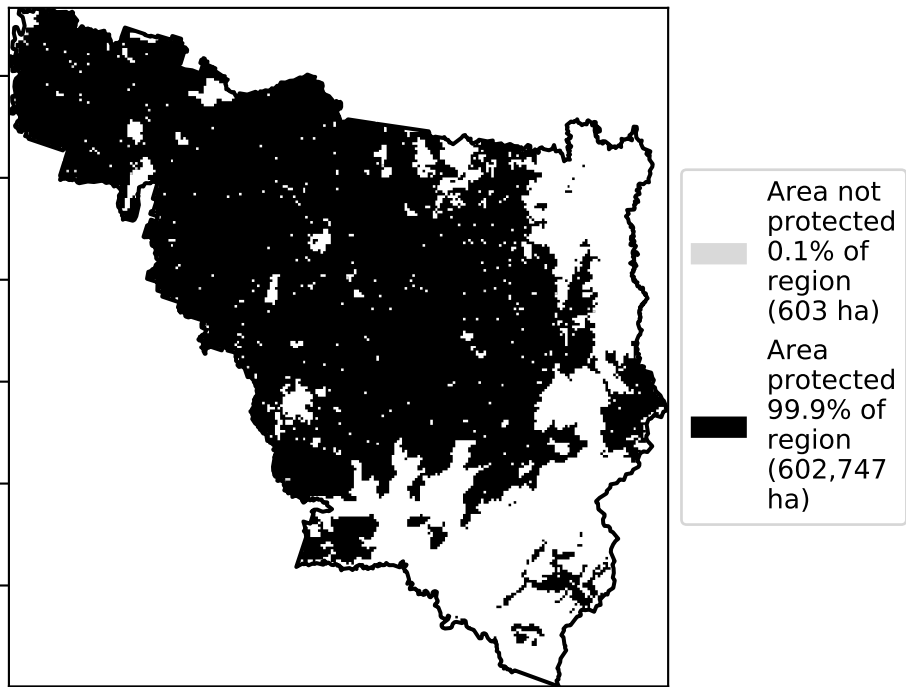 Area not
protected
0.1% of
region
(603 ha)
Area
protected
99.9% of
region
(602,747
ha)